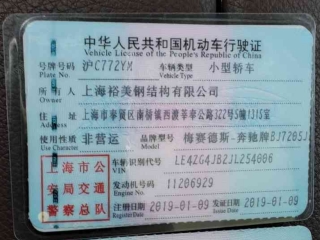 中华人民共和国机动车行驶证
Vehicle License of the People's Republic of China
号牌号码 沪C772YX 车辆类型 小型轿车
Plate No. Vehicle Type
所有人 上海裕美钢结构有限公司
Owner
住址 上海市奉贤区南桥镇西渡等奉公路322号5幢1315室
Address
使用性质 非营运 品牌型号 梅赛德斯-奔驰牌BJ7205J
Use Character Model
上海市公 车辆识别代号 LE4ZG4JB2JL254006
VIN
安局交通 发动机号码 11206929
Engine No.
警察总队 注册日期 2019-01-09 发证日期 2019-01-09
Register Date Issue Date